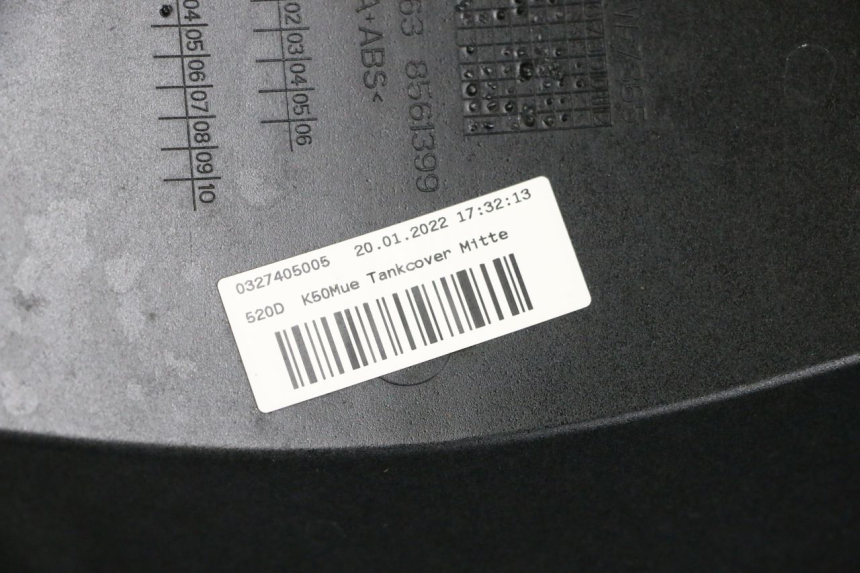 0327405005 20.01.2022 17:32:13
520D K50Mue Tankcover Mitte
63 8561399
A+ABS<
02 03 04 05 06
04 05 06 07 08 09 10